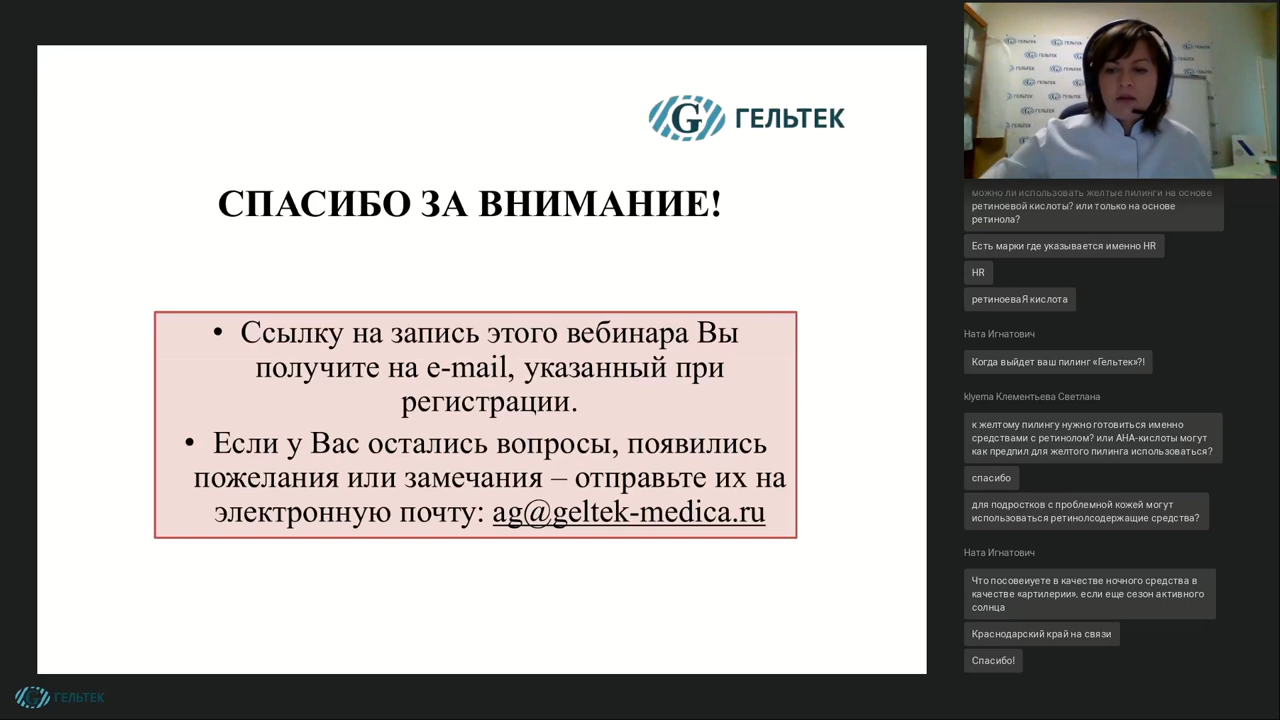 ГЕЛЬТЕК
СПАСИБО ЗА ВНИМАНИЕ!
• Ссылку на запись этого вебинара Вы
получите на e-mail, указанный при
регистрации.
• Если у Вас остались вопросы, появились
пожелания или замечания – отправьте их на
электронную почту: ag@geltek-medica.ru
ГЕЛЬТЕК
можно ли использовать желтые пилинги на основе
ретиноевой кислоты? или только на основе
ретинола?
Есть марки где указывается именно HR
HR
ретиноеваЯ кислота
Ната Игнатович
Когда выйдет ваш пилинг «Гельтек»?!
klyema Клементьева Светлана
к желтому пилингу нужно готовиться именно
средствами с ретинолом? или АНА-кислоты могут
как предпил для желтого пилинга использоваться?
спасибо
для подростков с проблемной кожей могут
использоваться ретинолсодержащие средства?
Ната Игнатович
Что посовеиуете в качестве ночного средства в
качестве «артилерии», если еще сезон активного
солнца
Краснодарский край на связи
Спасибо!